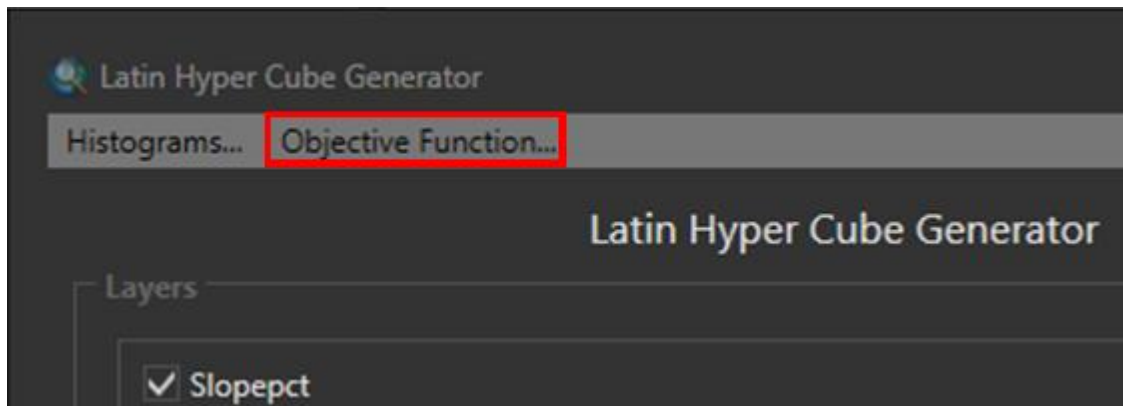 Latin Hyper Cube Generator
Histograms... Objective Function...
Latin Hyper Cube Generator
Layers
Slopepct